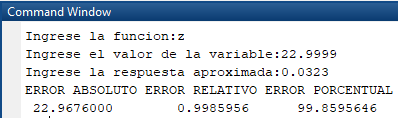 Command Window
Ingrese la funcion:z
Ingrese el valor de la variable:22.9999
Ingrese la respuesta aproximada:0.0323
ERROR ABSOLUTO ERROR RELATIVO ERROR PORCENTUAL
22.9676000 0.9985956 99.8595646